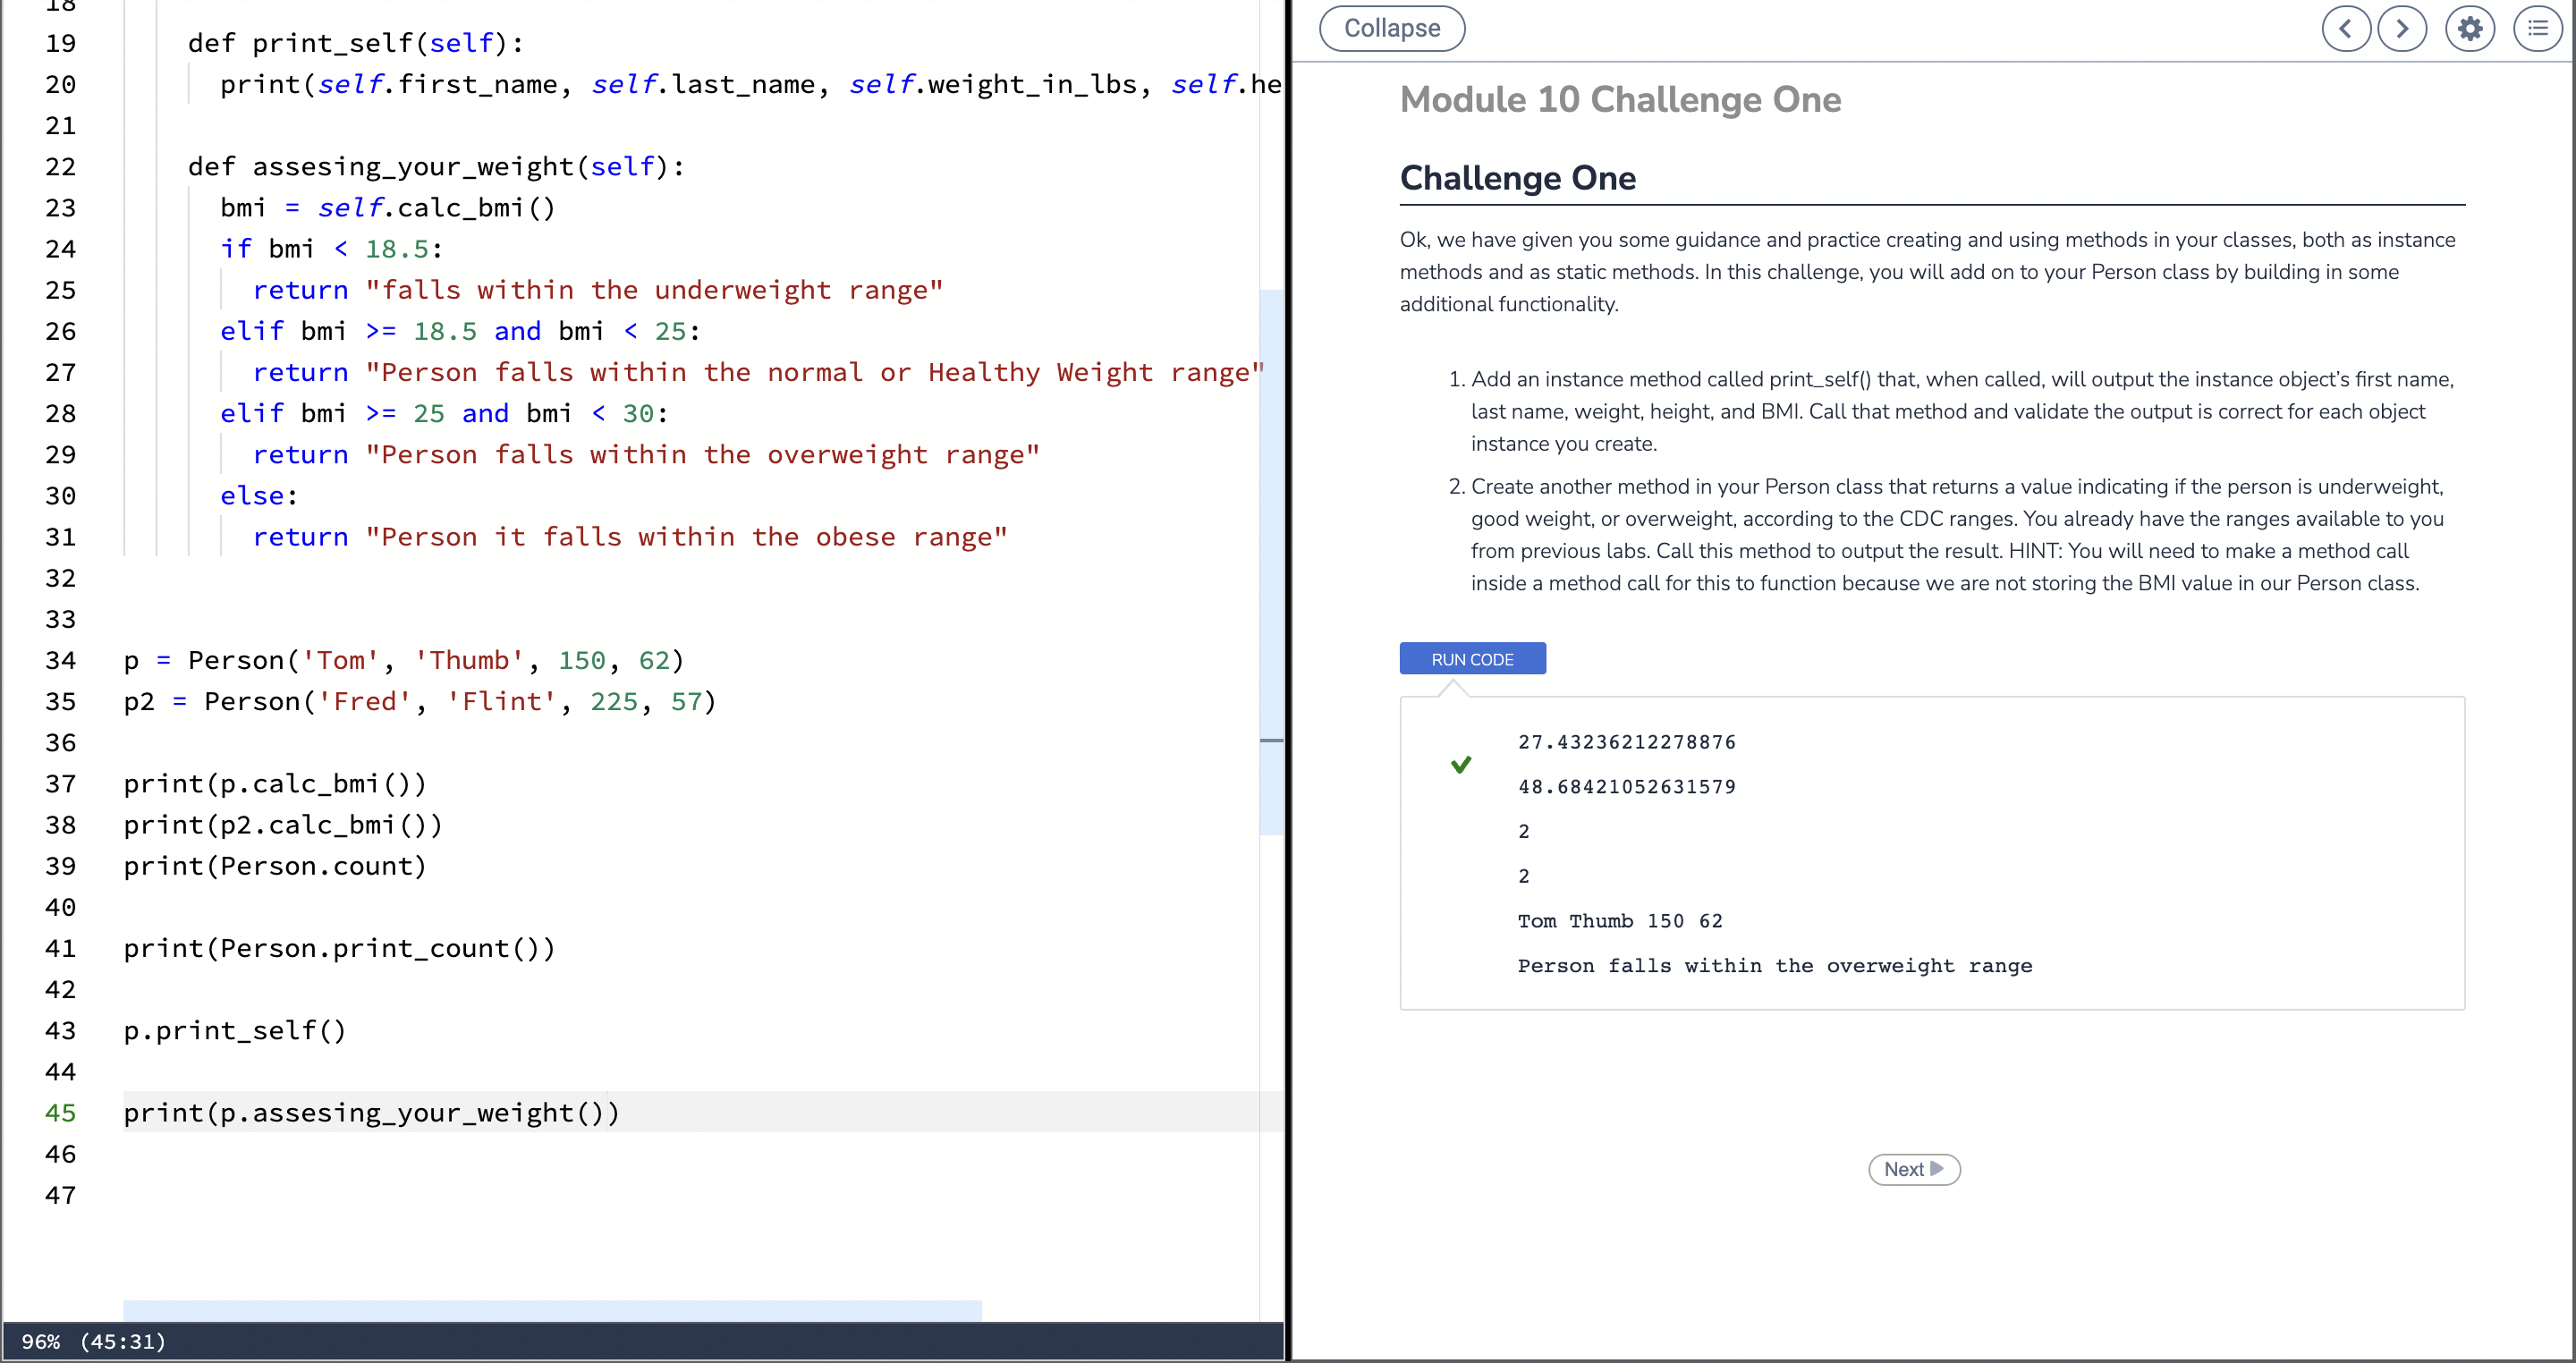 18
19 def print_self(self):
20 print(self.first_name, self.last_name, self.weight_in_lbs, self.he
21
22 def assesing_your_weight(self):
23 bmi = self.calc_bmi()
24 if bmi < 18.5:
25 return "falls within the underweight range"
26 elif bmi >= 18.5 and bmi < 25:
27 return "Person falls within the normal or Healthy Weight range"
28 elif bmi >= 25 and bmi < 30:
29 return "Person falls within the overweight range"
30 else:
31 return "Person it falls within the obese range"
32
33
34 p = Person('Tom', 'Thumb', 150, 62)
35 p2 = Person('Fred', 'Flint', 225, 57)
36
37 print(p.calc_bmi())
38 print(p2.calc_bmi())
39 print(Person.count)
40
41 print(Person.print_count())
42
43 p.print_self()
44
45 print(p.assesing_your_weight())
46
47
96% (45:31)
Collapse
Module 10 Challenge One
Challenge One
Ok, we have given you some guidance and practice creating and using methods in your classes, both as instance
methods and as static methods. In this challenge, you will add on to your Person class by building in some
additional functionality.
1. Add an instance method called print_self() that, when called, will output the instance object's first name,
last name, weight, height, and BMI. Call that method and validate the output is correct for each object
instance you create.
2. Create another method in your Person class that returns a value indicating if the person is underweight,
good weight, or overweight, according to the CDC ranges. You already have the ranges available to you
from previous labs. Call this method to output the result. HINT: You will need to make a method call
inside a method call for this to function because we are not storing the BMI value in our Person class.
RUN CODE
27.43236212278876
48.68421052631579
2
2
Tom Thumb 150 62
Person falls within the overweight range
Next